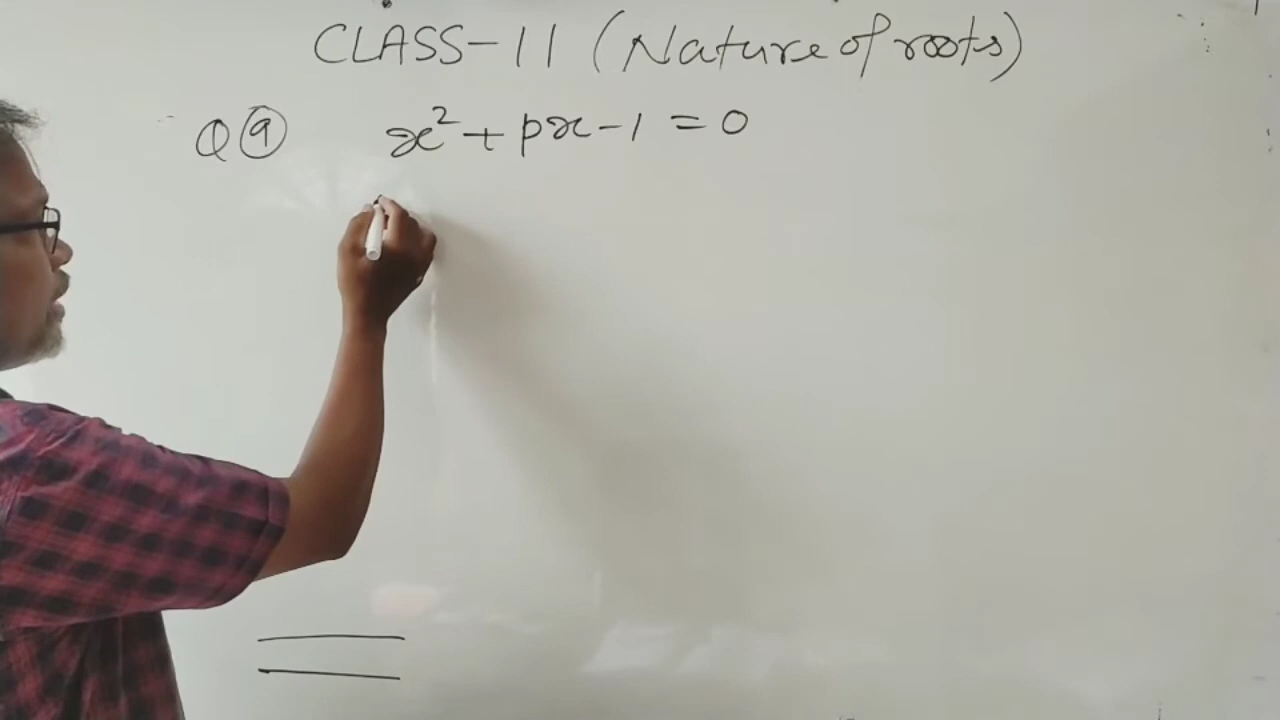 CLASS-11 (Nature of roots)
Q 9 x²+px-1=0